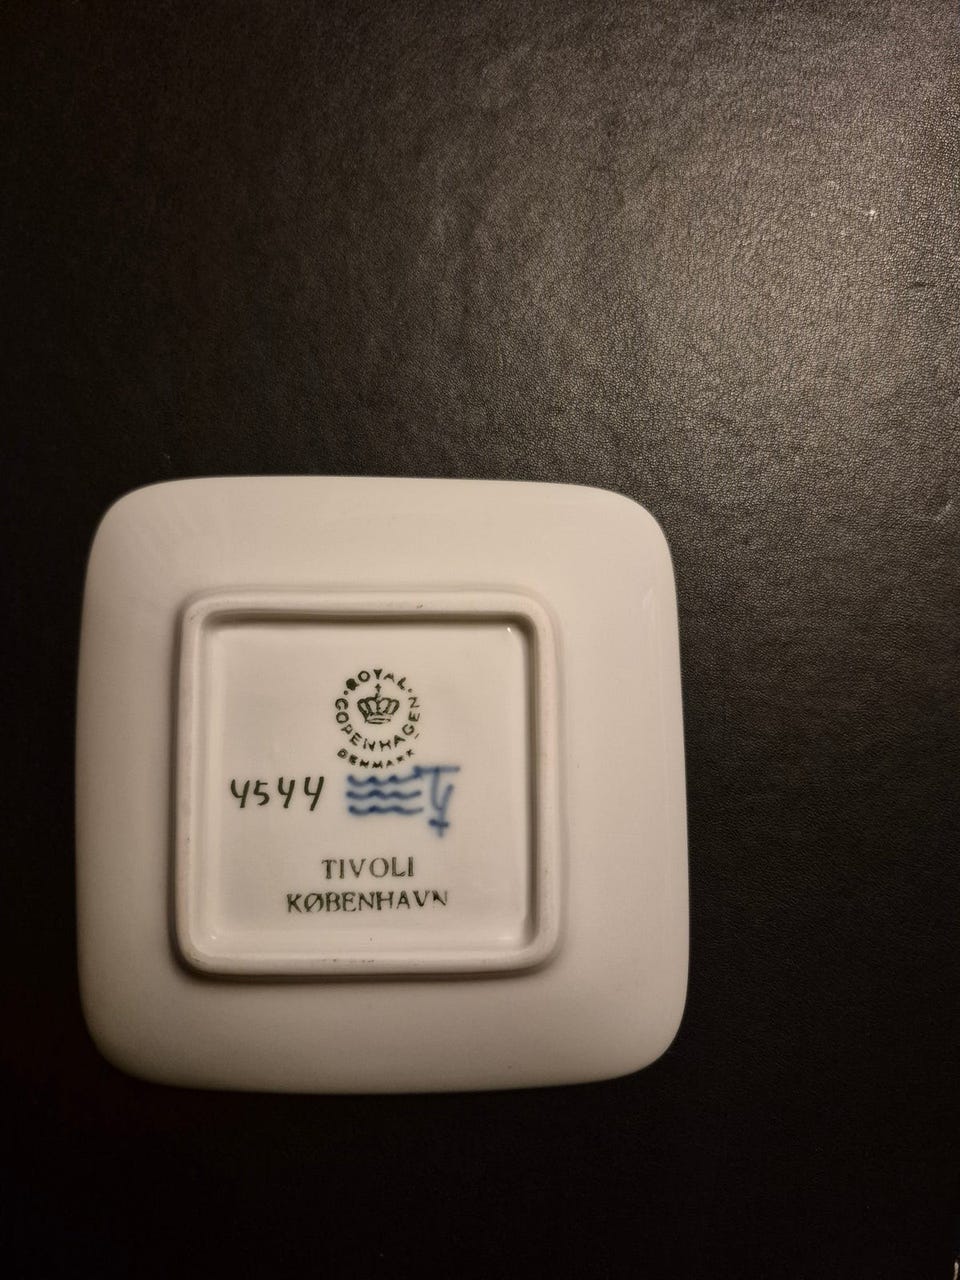 ROYAL
COPENHAGEN
DENMARK
4544
TIVOLI
KØBENHAVN